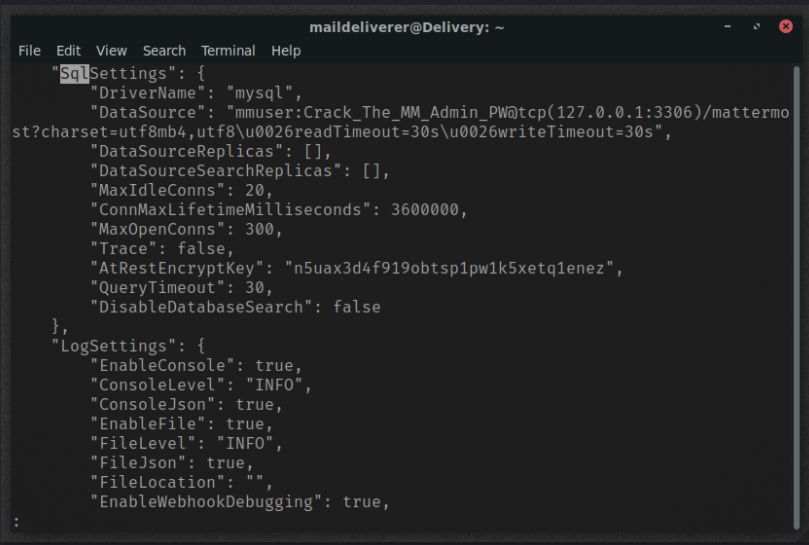 maildeliverer@Delivery: ~
File Edit View Search Terminal Help
"SqlSettings": {
"DriverName": "mysql",
"DataSource": "mmuser:Crack_The_MM_Admin_PW@tcp(127.0.0.1:3306)/mattermo
st?charset=utf8mb4,utf8\u0026readTimeout=30s\u0026writeTimeout=30s",
"DataSourceReplicas": [],
"DataSourceSearchReplicas": [],
"MaxIdleConns": 20,
"ConnMaxLifetimeMilliseconds": 3600000,
"MaxOpenConns": 300,
"Trace": false,
"AtRestEncryptKey": "n5uax3d4f919obtsp1pw1k5xetq1enez",
"QueryTimeout": 30,
"DisableDatabaseSearch": false
},
"LogSettings": {
"EnableConsole": true,
"ConsoleLevel": "INFO",
"ConsoleJson": true,
"EnableFile": true,
"FileLevel": "INFO",
"FileJson": true,
"FileLocation": "",
"EnableWebhookDebugging": true,
: